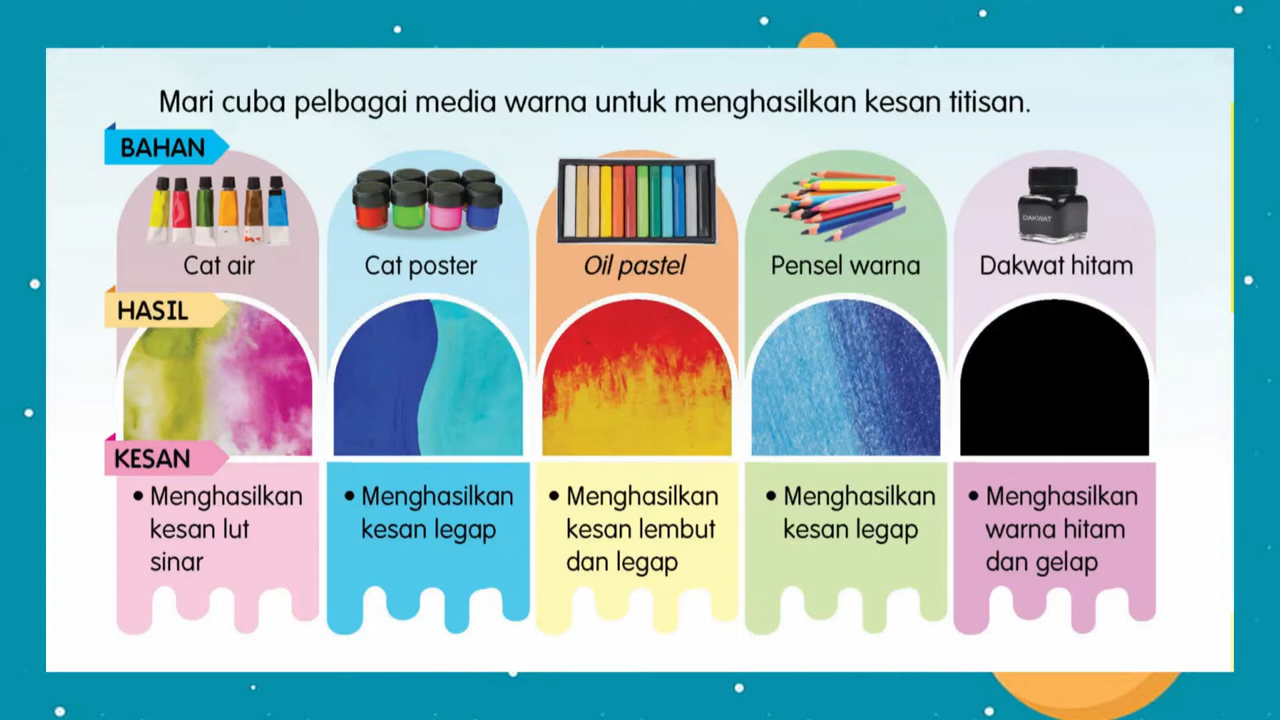 Mari cuba pelbagai media warna untuk menghasilkan kesan titisan.
BAHAN
DAKWAT
Cat air
Cat poster
Oil pastel
Pensel warna
Dakwat hitam
HASIL
KESAN
• Menghasilkan
kesan lut
sinar
• Menghasilkan
kesan legap
• Menghasilkan
kesan lembut
dan legap
• Menghasilkan
kesan legap
• Menghasilkan
warna hitam
dan gelap